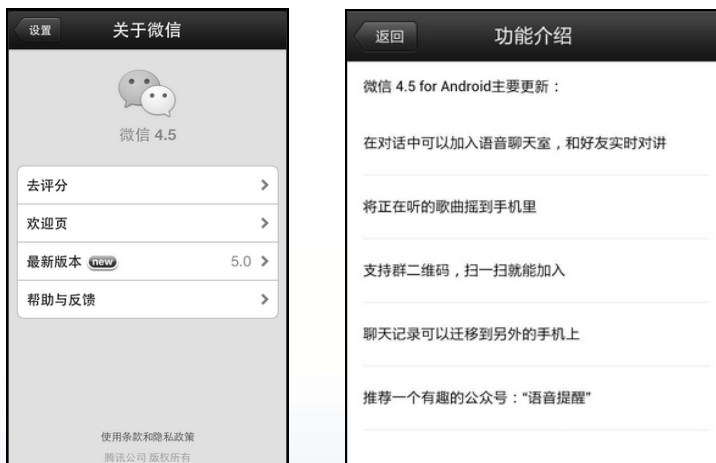 设置
关于微信
微信 4.5
去评分
欢迎页
最新版本 new 5.0
帮助与反馈
使用条款和隐私政策
腾讯公司 版权所有
返回
功能介绍
微信 4.5 for Android主要更新：
在对话中可以加入语音聊天室，和好友实时对讲
将正在听的歌曲摇到手机里
支持群二维码，扫一扫就能加入
聊天记录可以迁移到另外的手机上
推荐一个有趣的公众号：“语音提醒”